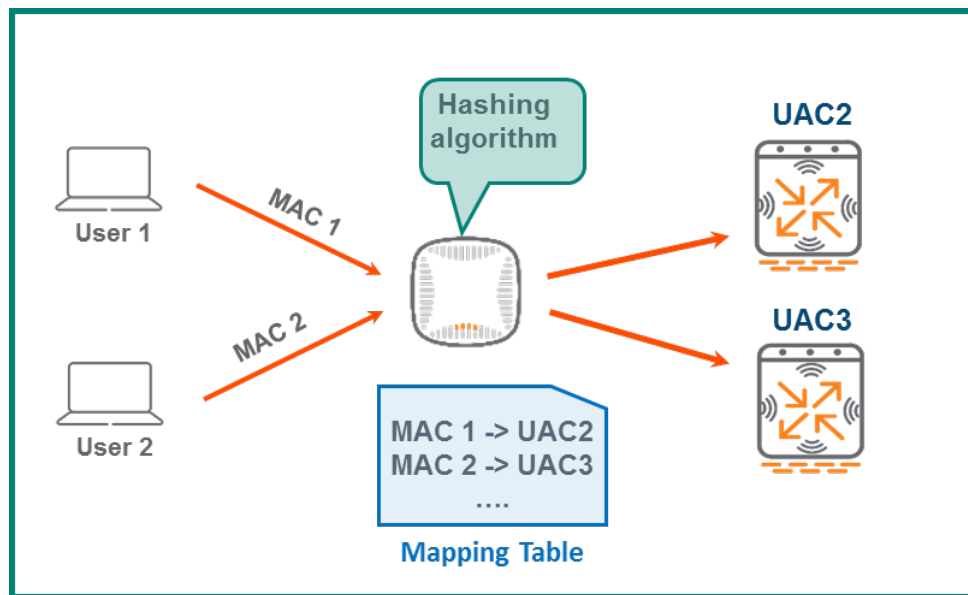 Hashing
algorithm
UAC2
User 1
MAC 1
MAC 2
User 2
UAC3
MAC 1 -> UAC2
MAC 2 -> UAC3
....
Mapping Table